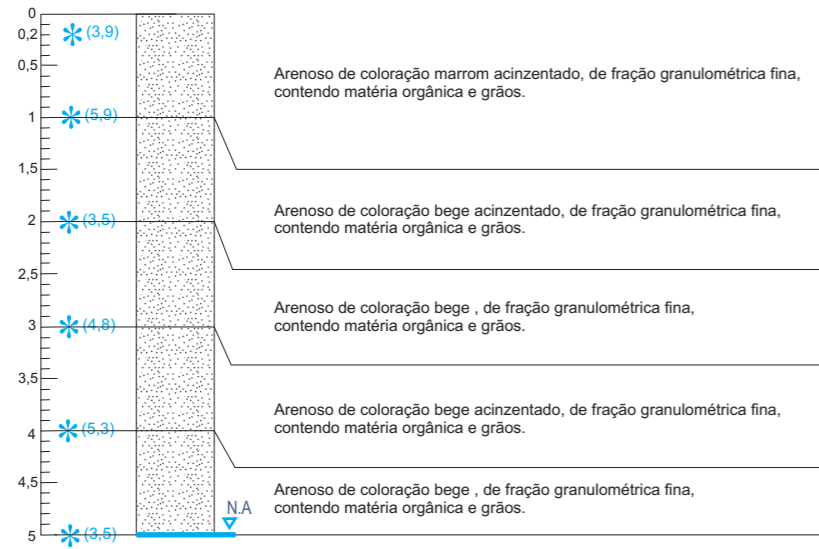 0
0,2
(3,9)
0,5
Arenoso de coloração marrom acinzentado, de fração granulométrica fina,
contendo matéria orgânica e grãos.
1
(5,9)
1,5
Arenoso de coloração bege acinzentado, de fração granulométrica fina,
contendo matéria orgânica e grãos.
2
(3,5)
2,5
Arenoso de coloração bege , de fração granulométrica fina,
contendo matéria orgânica e grãos.
3
(4,8)
3,5
Arenoso de coloração bege acinzentado, de fração granulométrica fina,
contendo matéria orgânica e grãos.
4
(5,3)
4,5
Arenoso de coloração bege , de fração granulométrica fina,
contendo matéria orgânica e grãos.
N.A
5
(3,5)